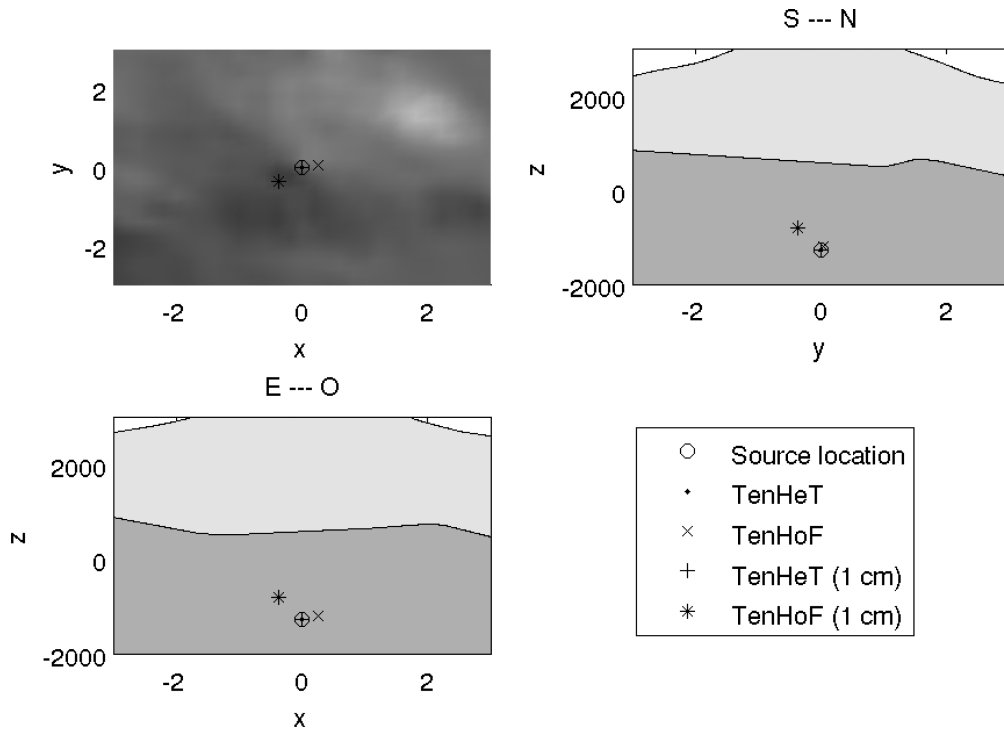 S --- N
2
0
-2
y
-2
0
2
x
2000
0
-2000
z
-2
0
2
y
E --- O
2000
0
-2000
z
-2
0
2
x
Source location
TenHeT
TenHoF
TenHeT (1 cm)
TenHoF (1 cm)